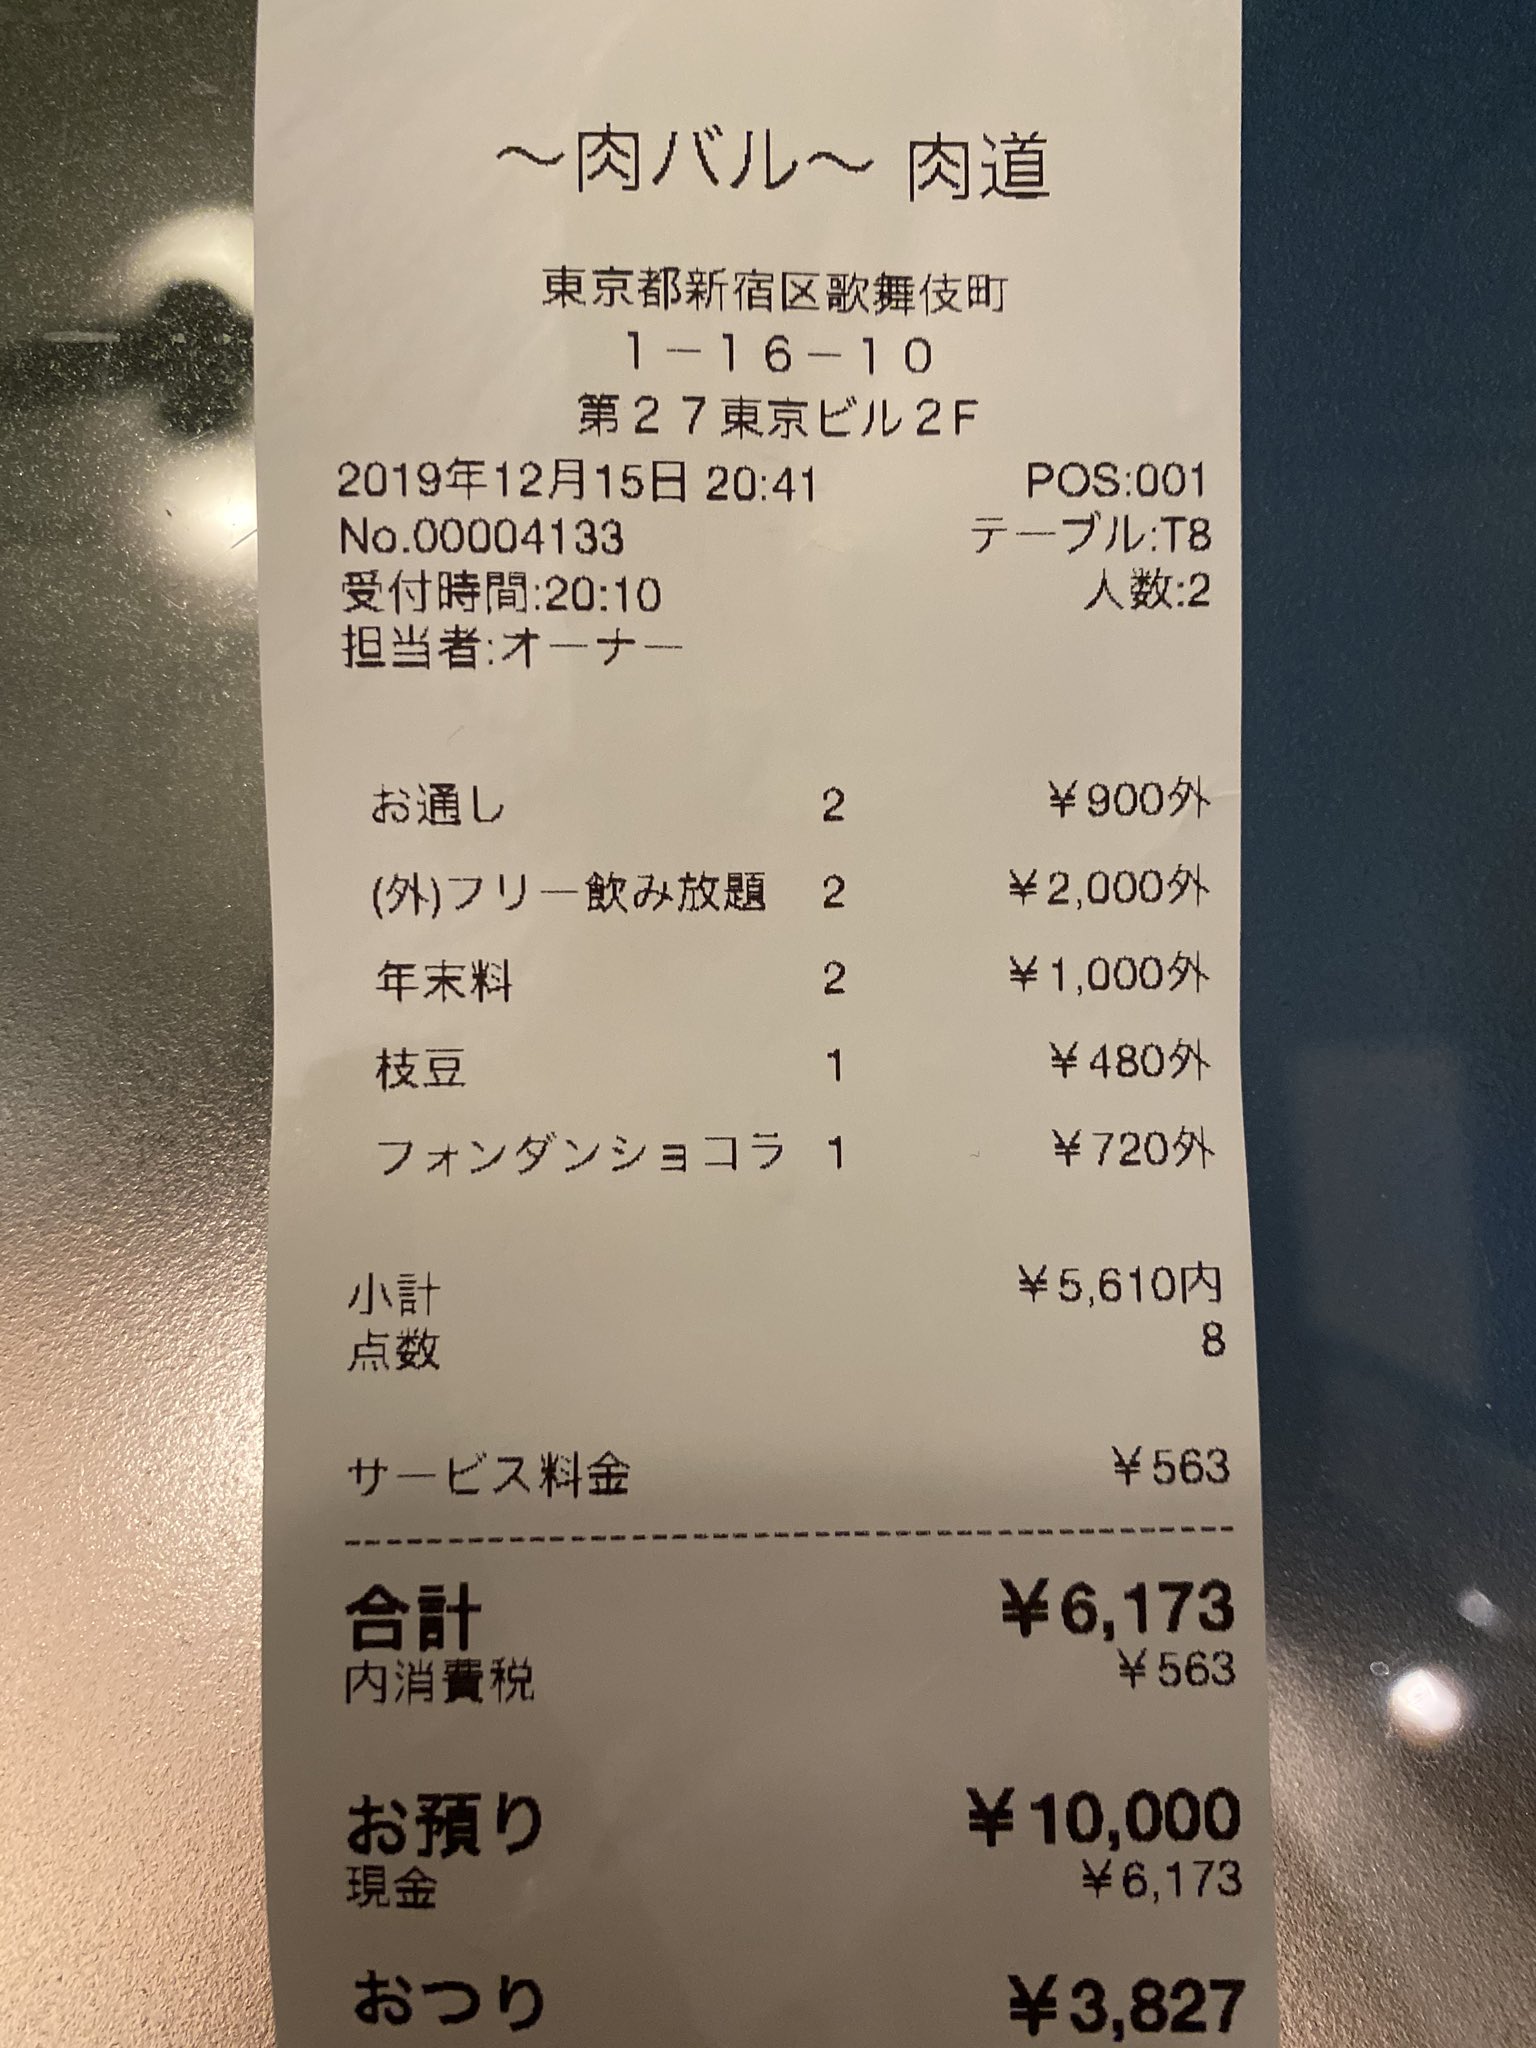 ～肉バル～ 肉道
東京都新宿区歌舞伎町
１－１６－１０
第２７東京ビル２F
2019年12月15日 20:41 POS:001
No.00004133 テーブル:T8
受付時間:20:10 人数:2
担当者:オーナー
お通し 2 ¥900外
(外)フリー飲み放題 2 ¥2,000外
年末料 2 ¥1,000外
枝豆 1 ¥480外
フォンダンショコラ 1 ¥720外
小計 ¥5,610内
点数 8
サービス料金 ¥563
合計 ¥6,173
内消費税 ¥563
お預り ¥10,000
現金 ¥6,173
おつり ¥3,827